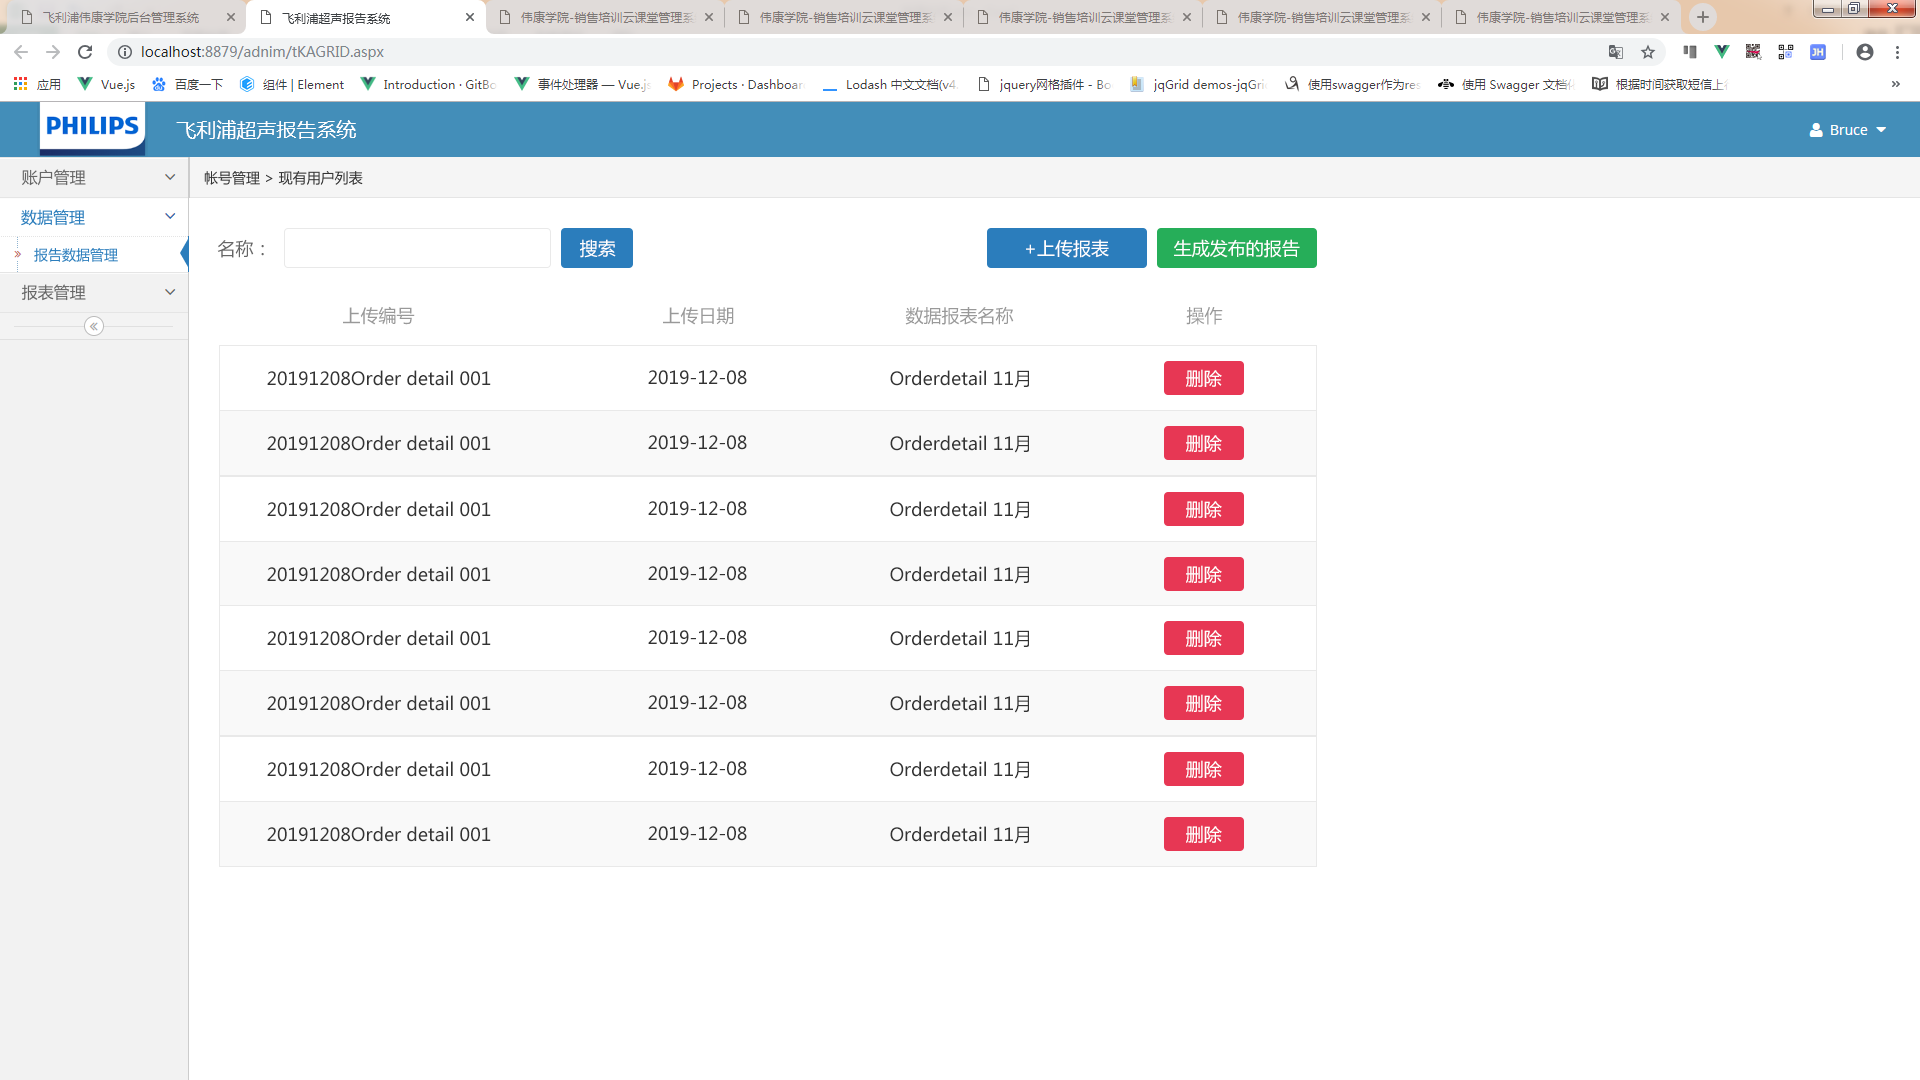 飞利浦伟康学院后台管理系统
飞利浦超声报告系统
伟康学院-销售培训云课堂管理系
伟康学院-销售培训云课堂管理系
伟康学院-销售培训云课堂管理系
伟康学院-销售培训云课堂管理系
伟康学院-销售培训云课堂管理系
localhost:8879/adnim/tKAGRID.aspx
JH
应用
Vue.js
百度一下
组件 | Element
Introduction · GitBo
事件处理器 — Vue.js
Projects · Dashboar
Lodash 中文文档(v4.
jquery网格插件 - Bo
jqGrid demos-jqGri
使用swagger作为res
使用 Swagger 文档化
根据时间获取短信上行
»
PHILIPS
飞利浦超声报告系统
Bruce
账户管理
数据管理
» 报告数据管理
报表管理
«
帐号管理 > 现有用户列表
名称：
搜索
+上传报表
生成发布的报告
上传编号 上传日期 数据报表名称 操作
20191208Order detail 001 2019-12-08 Orderdetail 11月 删除
20191208Order detail 001 2019-12-08 Orderdetail 11月 删除
20191208Order detail 001 2019-12-08 Orderdetail 11月 删除
20191208Order detail 001 2019-12-08 Orderdetail 11月 删除
20191208Order detail 001 2019-12-08 Orderdetail 11月 删除
20191208Order detail 001 2019-12-08 Orderdetail 11月 删除
20191208Order detail 001 2019-12-08 Orderdetail 11月 删除
20191208Order detail 001 2019-12-08 Orderdetail 11月 删除